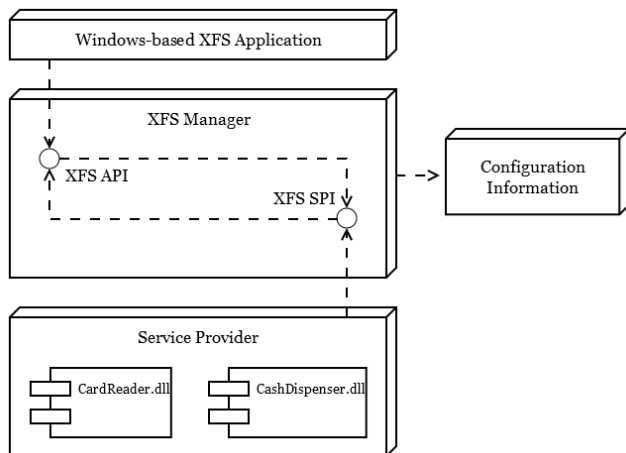 Windows-based XFS Application
XFS Manager
XFS API
XFS SPI
Configuration
Information
Service Provider
CardReader.dll
CashDispenser.dll